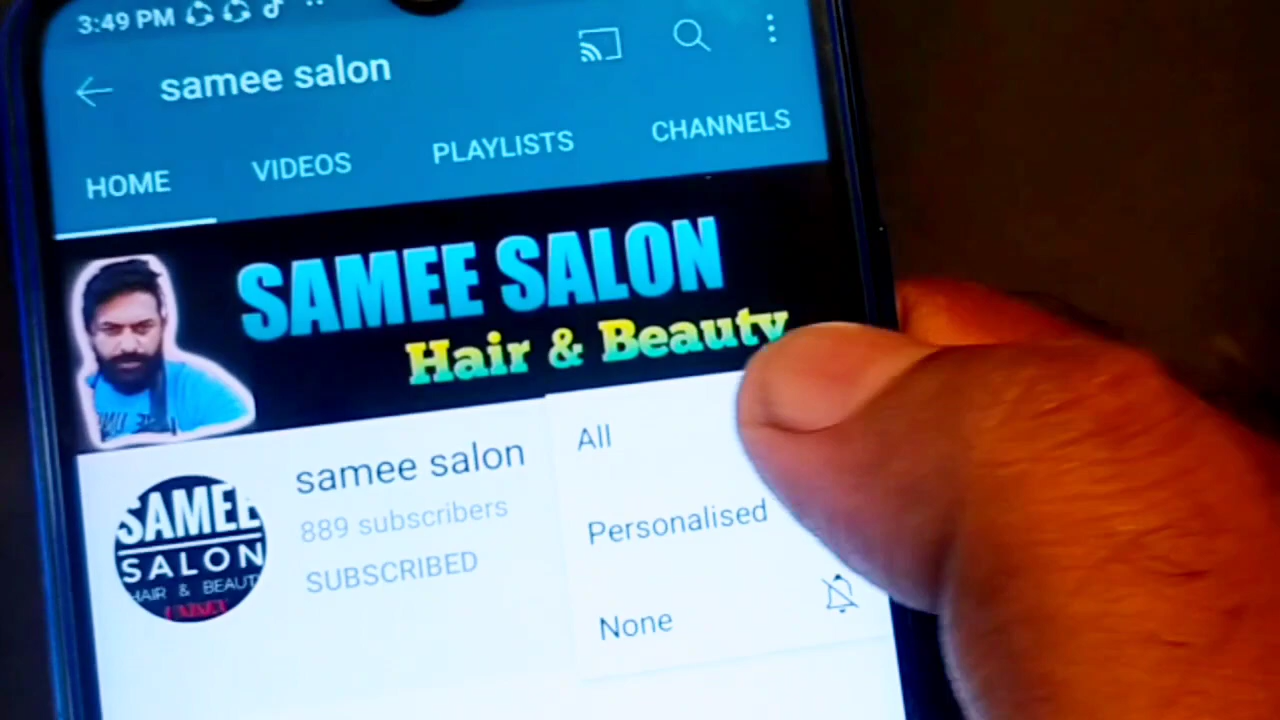 3:49 PM
samee salon
HOME VIDEOS PLAYLISTS CHANNELS
SAMEE SALON
Hair & Beauty
samee salon
889 subscribers
SUBSCRIBED
All
Personalised
None
SAMEE
SALON
HAIR & BEAUT
UNISEX